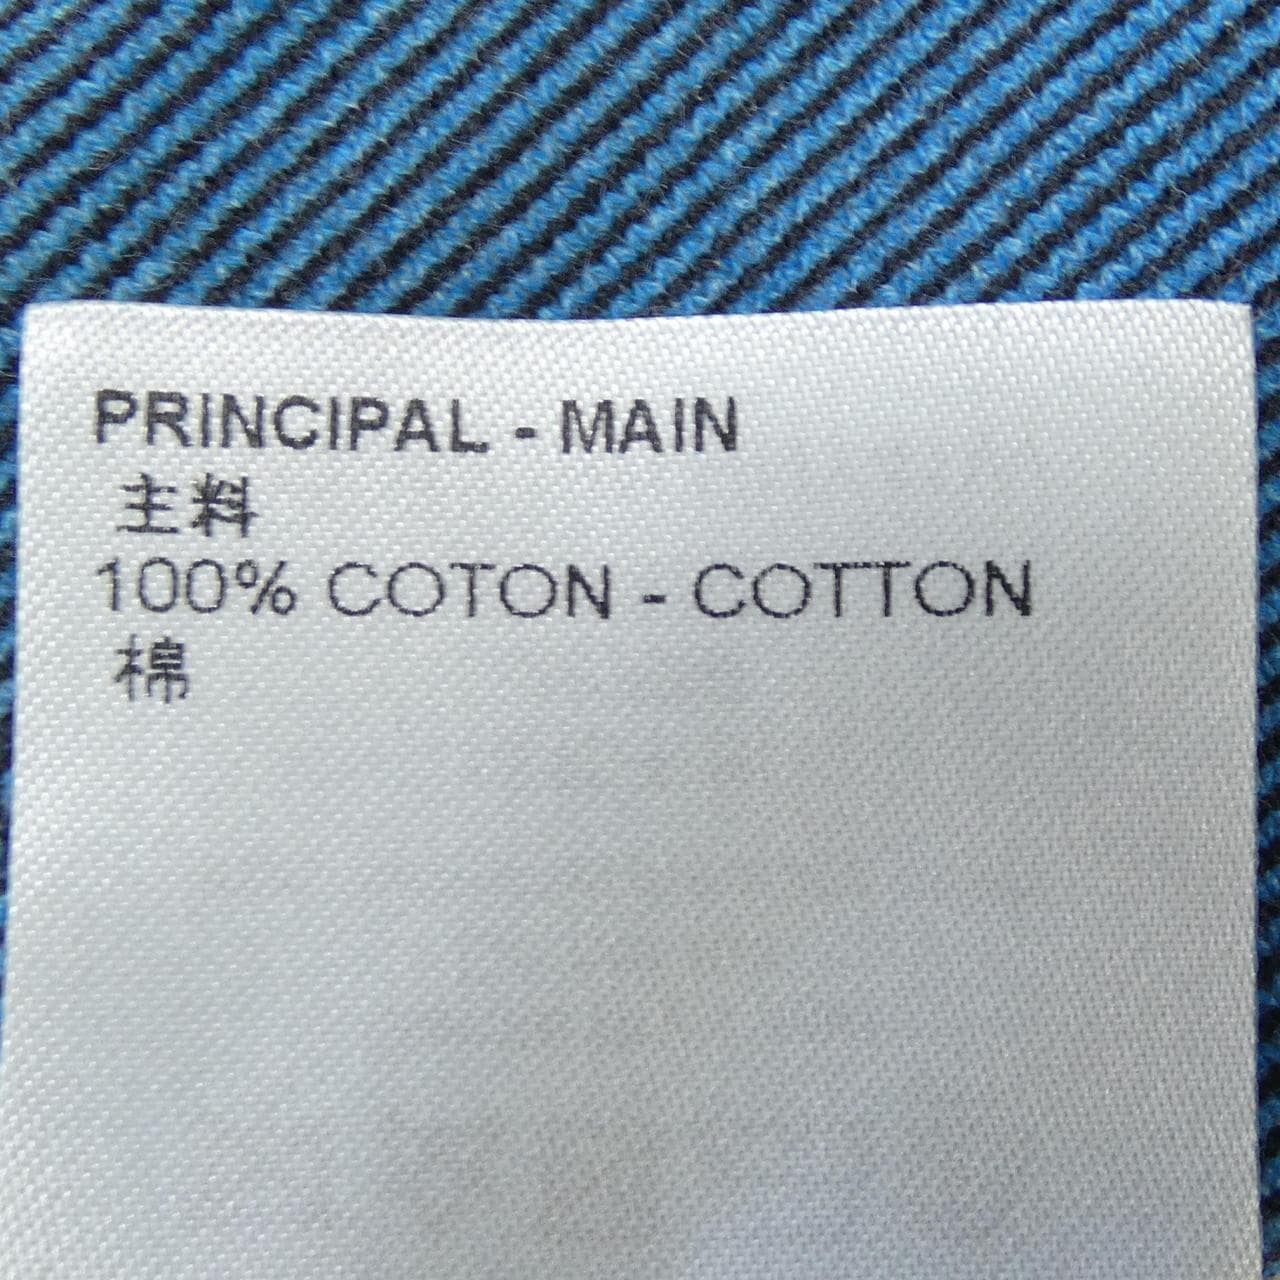 PRINCIPAL - MAIN
主料
100% COTON - COTTON
棉